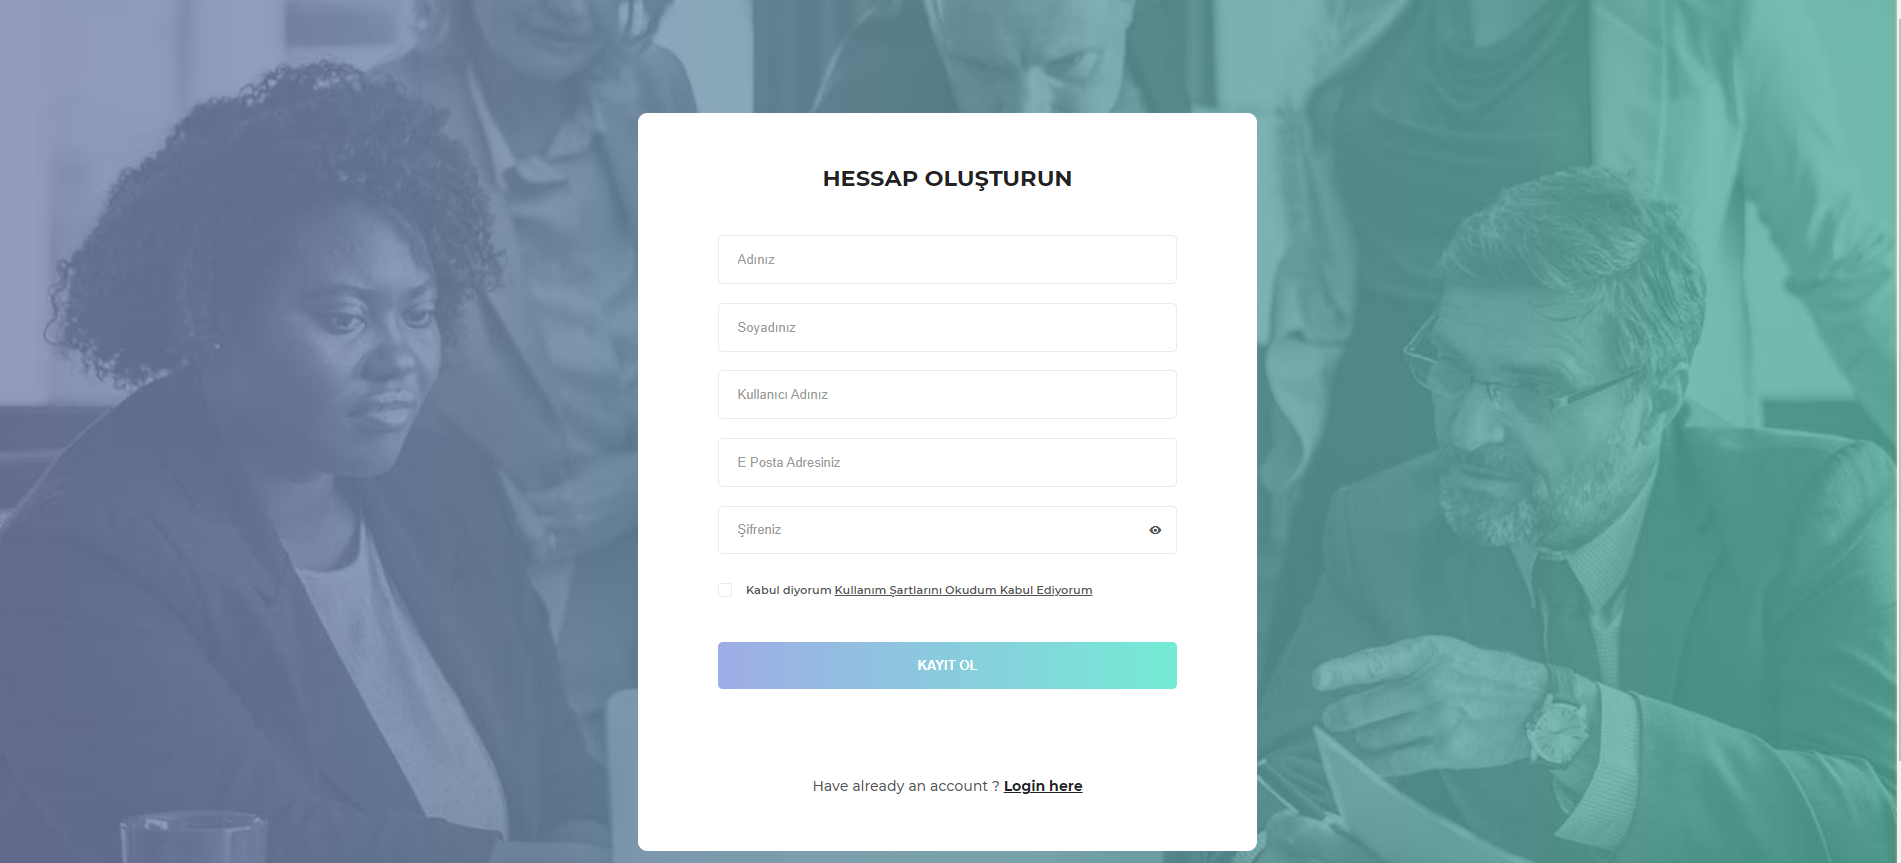 HESSAP OLUŞTURUN
Adınız
Soyadınız
Kullanıcı Adınız
E Posta Adresiniz
Şifreniz
Kabul diyorum Kullanım Şartlarını Okudum Kabul Ediyorum
KAYIT OL
Have already an account ? Login here